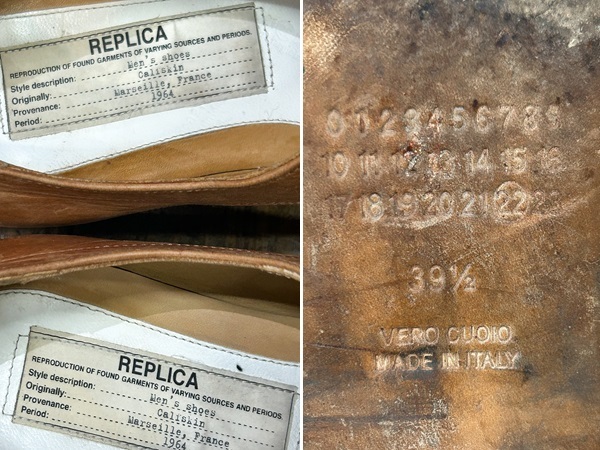 REPLICA
REPRODUCTION OF FOUND GARMENTS OF VARYING SOURCES AND PERIODS.
Style description: Men's shoes
Originally: Calfskin
Provenance: Marseille, France
Period: 1964
REPLICA
REPRODUCTION OF FOUND GARMENTS OF VARYING SOURCES AND PERIODS.
Style description: Men's shoes
Originally: Calfskin
Provenance: Marseille, France
Period: 1964
0 1 2 3 4 5 6 7 8 9
10 11 12 13 14 15 16
17 18 19 20 21 22 23
39½
VERO CUOIO
MADE IN ITALY